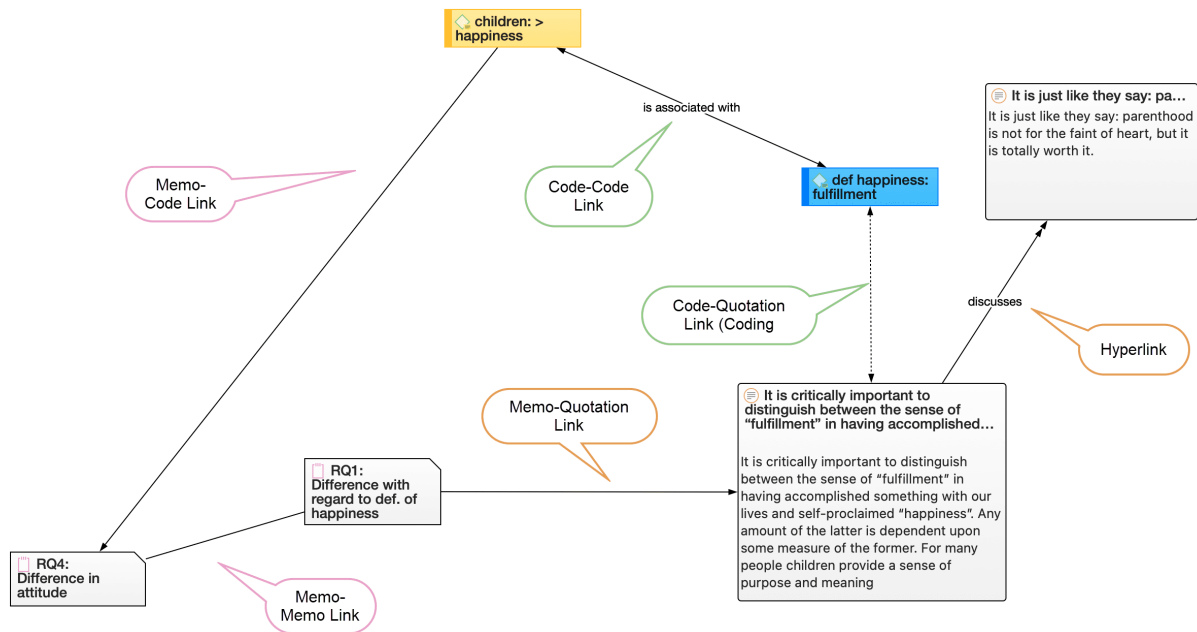 children: >
happiness
is associated with
It is just like they say: pa…
It is just like they say: parenthood
is not for the faint of heart, but it
is totally worth it.
Memo-
Code Link
Code-Code
Link
def happiness:
fulfillment
Code-Quotation
Link (Coding
discusses
Hyperlink
Memo-Quotation
Link
It is critically important to
distinguish between the sense of
“fulfillment” in having accomplished…
It is critically important to distinguish
between the sense of “fulfillment” in
having accomplished something with our
lives and self-proclaimed “happiness”. Any
amount of the latter is dependent upon
some measure of the former. For many
people children provide a sense of
purpose and meaning
RQ1:
Difference with
regard to def. of
happiness
RQ4:
Difference in
attitude
Memo-
Memo Link